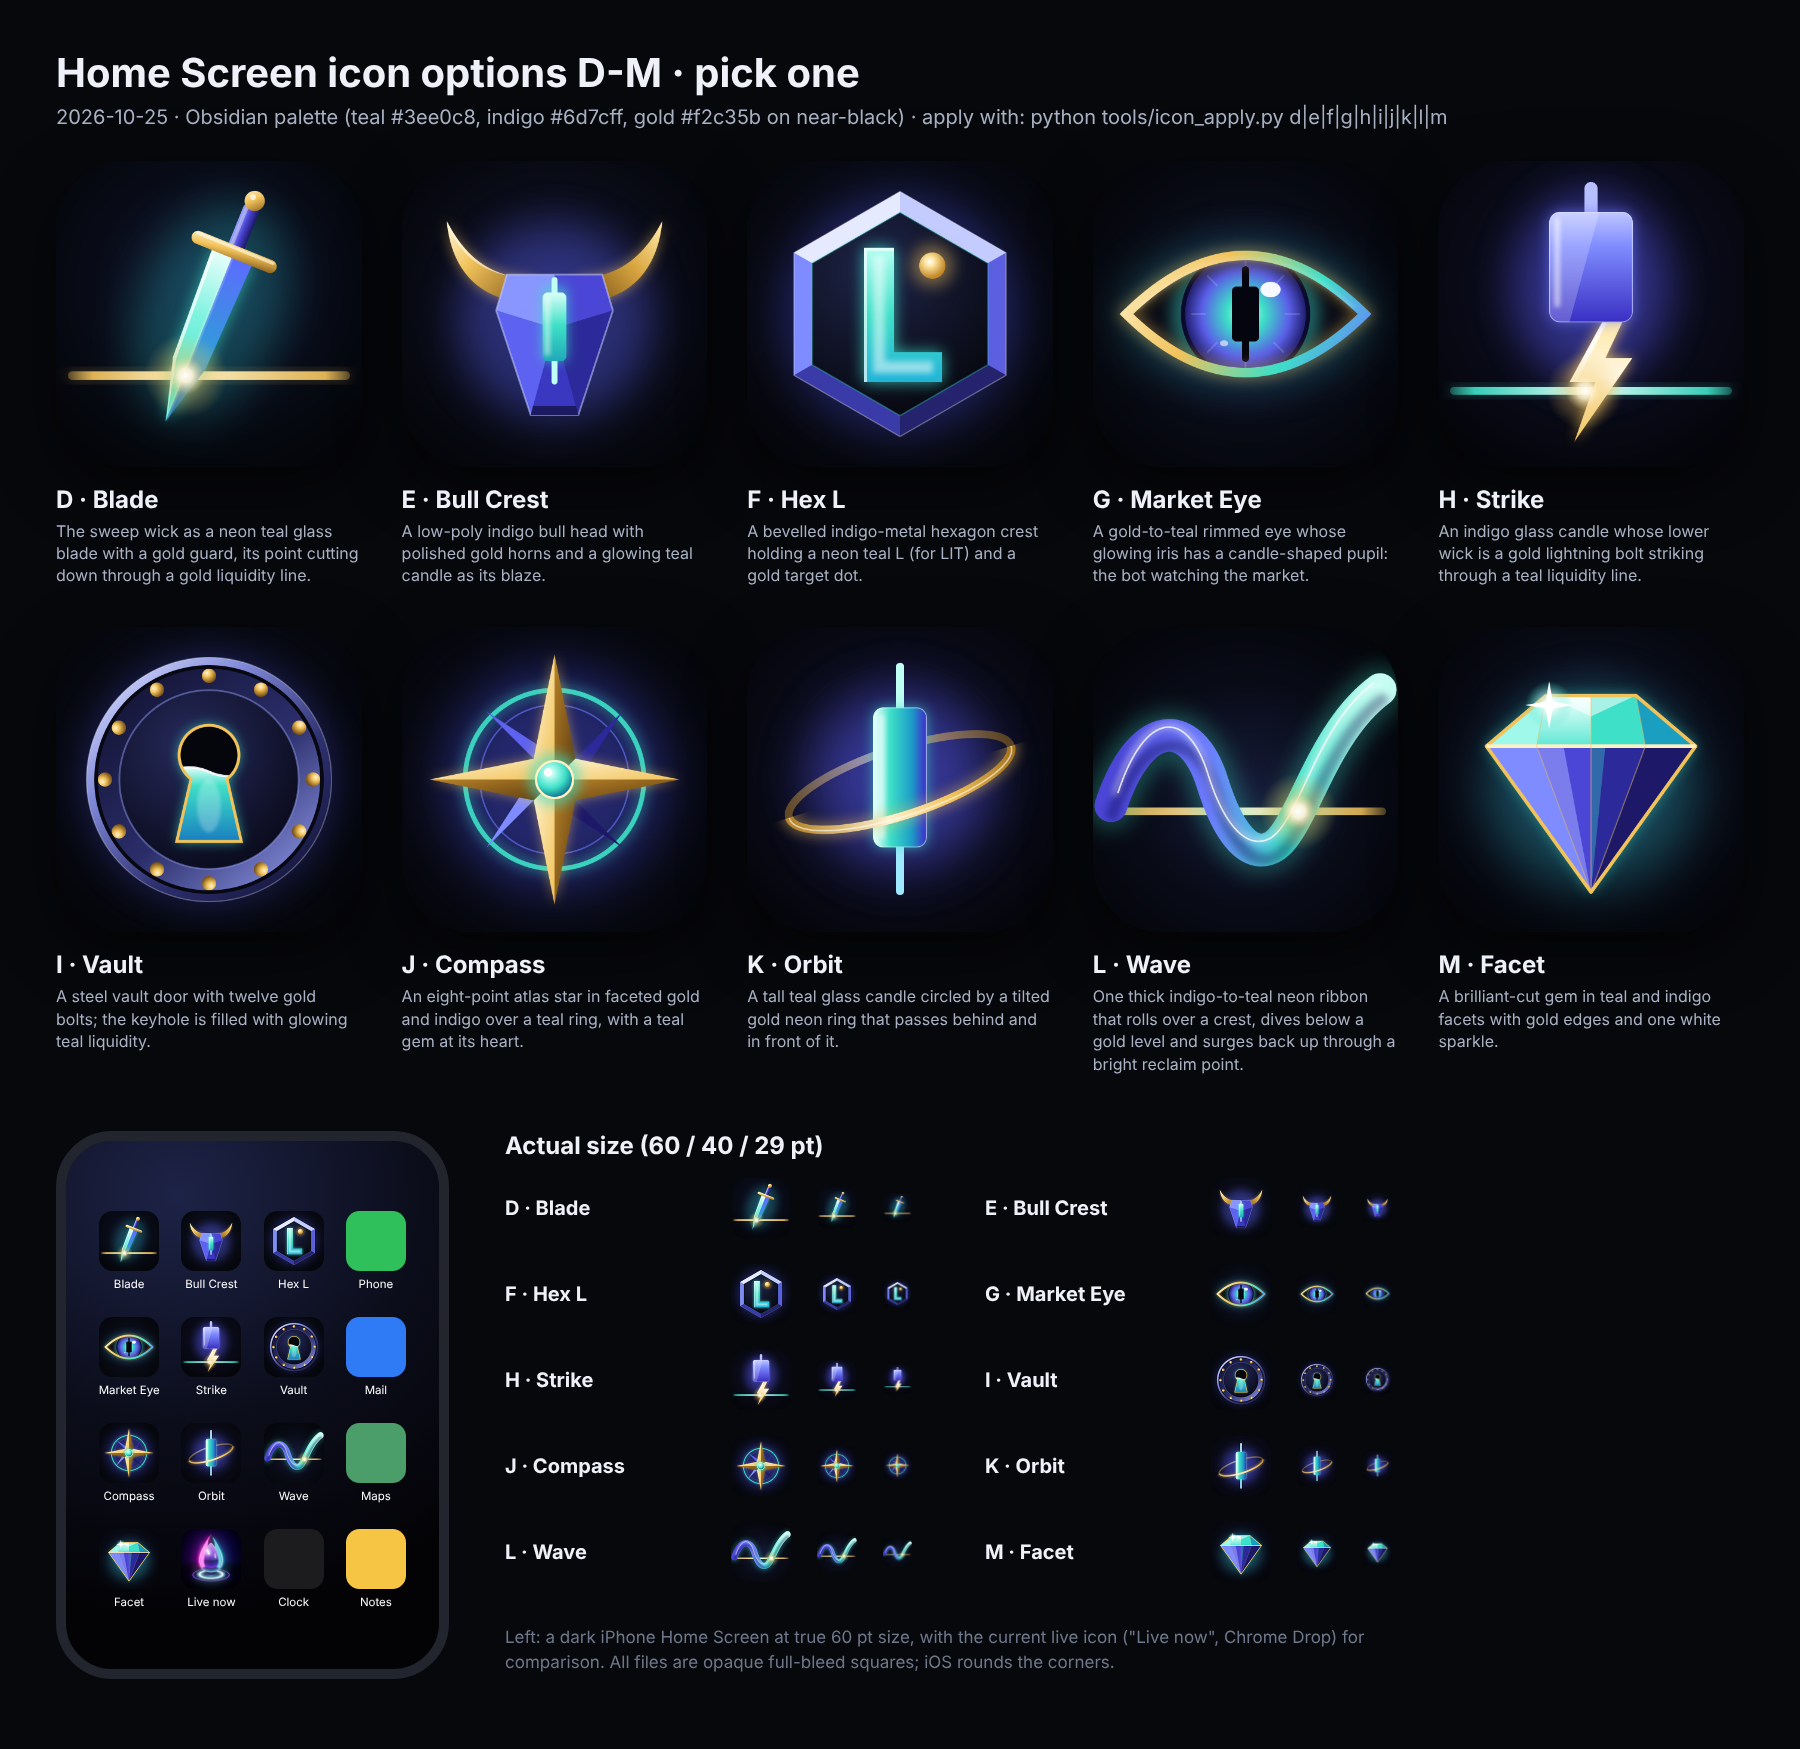 Home Screen icon options D-M · pick one
2026-10-25 · Obsidian palette (teal #3ee0c8, indigo #6d7cff, gold #f2c35b on near-black) · apply with: python tools/icon_apply.py d|e|f|g|h|i|j|k|l|m
L
D · Blade
The sweep wick as a neon teal glass
blade with a gold guard, its point cutting
down through a gold liquidity line.
E · Bull Crest
A low-poly indigo bull head with
polished gold horns and a glowing teal
candle as its blaze.
F · Hex L
A bevelled indigo-metal hexagon crest
holding a neon teal L (for LIT) and a
gold target dot.
G · Market Eye
A gold-to-teal rimmed eye whose
glowing iris has a candle-shaped pupil:
the bot watching the market.
H · Strike
An indigo glass candle whose lower
wick is a gold lightning bolt striking
through a teal liquidity line.
I · Vault
A steel vault door with twelve gold
bolts; the keyhole is filled with glowing
teal liquidity.
J · Compass
An eight-point atlas star in faceted gold
and indigo over a teal ring, with a teal
gem at its heart.
K · Orbit
A tall teal glass candle circled by a tilted
gold neon ring that passes behind and
in front of it.
L · Wave
One thick indigo-to-teal neon ribbon
that rolls over a crest, dives below a
gold level and surges back up through a
bright reclaim point.
M · Facet
A brilliant-cut gem in teal and indigo
facets with gold edges and one white
sparkle.
L
Blade
Bull Crest
Hex L
Phone
Market Eye
Strike
Vault
Mail
Compass
Orbit
Wave
Maps
Facet
Live now
Clock
Notes
Actual size (60 / 40 / 29 pt)
D · Blade
E · Bull Crest
F · Hex L
L
L
L
G · Market Eye
H · Strike
I · Vault
J · Compass
K · Orbit
L · Wave
M · Facet
Left: a dark iPhone Home Screen at true 60 pt size, with the current live icon ("Live now", Chrome Drop) for
comparison. All files are opaque full-bleed squares; iOS rounds the corners.